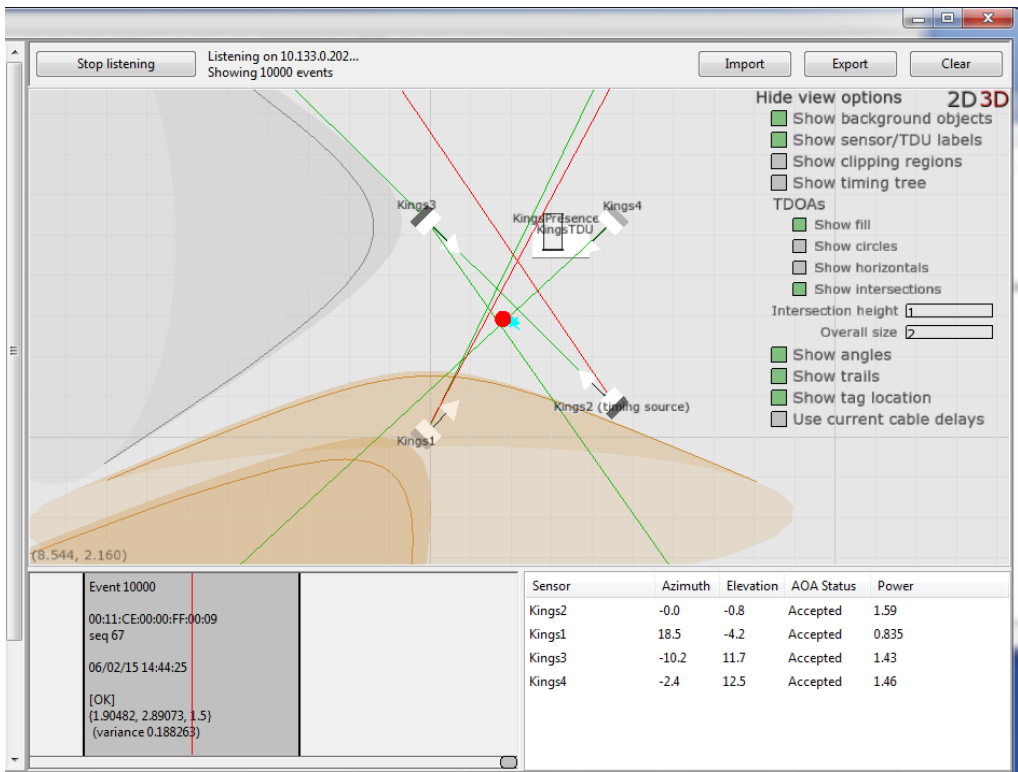 Stop listening
Listening on 10.133.0.202...
Showing 10000 events
Import
Export
Clear
Hide view options
2D 3D
Show background objects
Show sensor/TDU labels
Show clipping regions
Show timing tree
TDOAs
Show fill
Show circles
Show horizontals
Show intersections
Intersection height 1
Overall size 2
Show angles
Show trails
Show tag location
Use current cable delays
Kings3
KingsPresence
KingsTDU
Kings4
Kings2 (timing source)
Kings1
(8.544, 2.160)
Event 10000
00:11:CE:00:00:FF:00:09
seq 67
06/02/15 14:44:25
[OK]
{1.90482, 2.89073, 1.5}
(variance 0.188263)
Sensor Azimuth Elevation AOA Status Power
Kings2 -0.0 -0.8 Accepted 1.59
Kings1 18.5 -4.2 Accepted 0.835
Kings3 -10.2 11.7 Accepted 1.43
Kings4 -2.4 12.5 Accepted 1.46